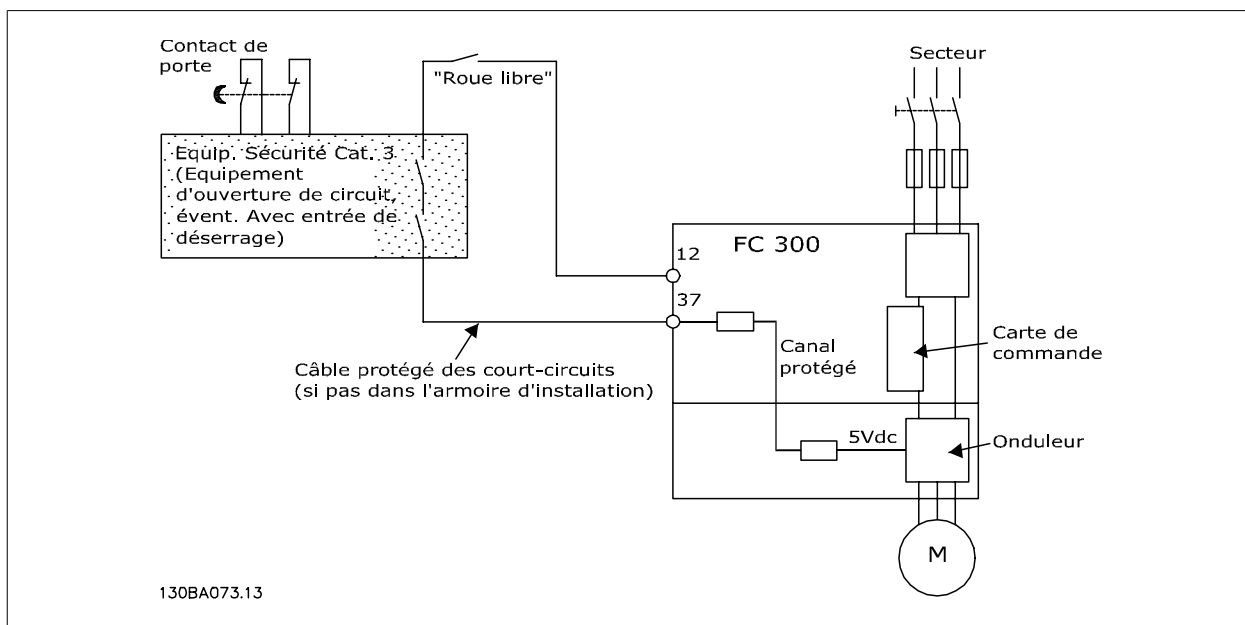 Contact de
porte
"Roue libre"
Secteur
Equip. Sécurité Cat. 3
(Equipement
d'ouverture de circuit,
évent. Avec entrée de
déserrage)
12
FC 300
37
Canal
protégé
Carte de
commande
Câble protégé des court-circuits
(si pas dans l'armoire d'installation)
5Vdc
Onduleur
M
130BA073.13